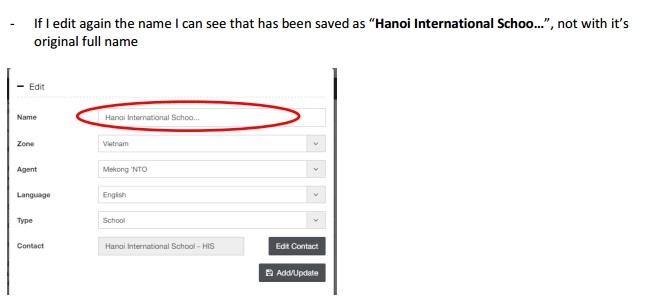 - If I edit again the name I can see that has been saved as “Hanoi International Schoo...”, not with it’s
original full name
Edit
Name Hanoi International Schoo...
Zone Vietnam
Agent Mekong 'NTO
Language English
Type School
Contact Hanoi International School - HIS Edit Contact
Add/Update